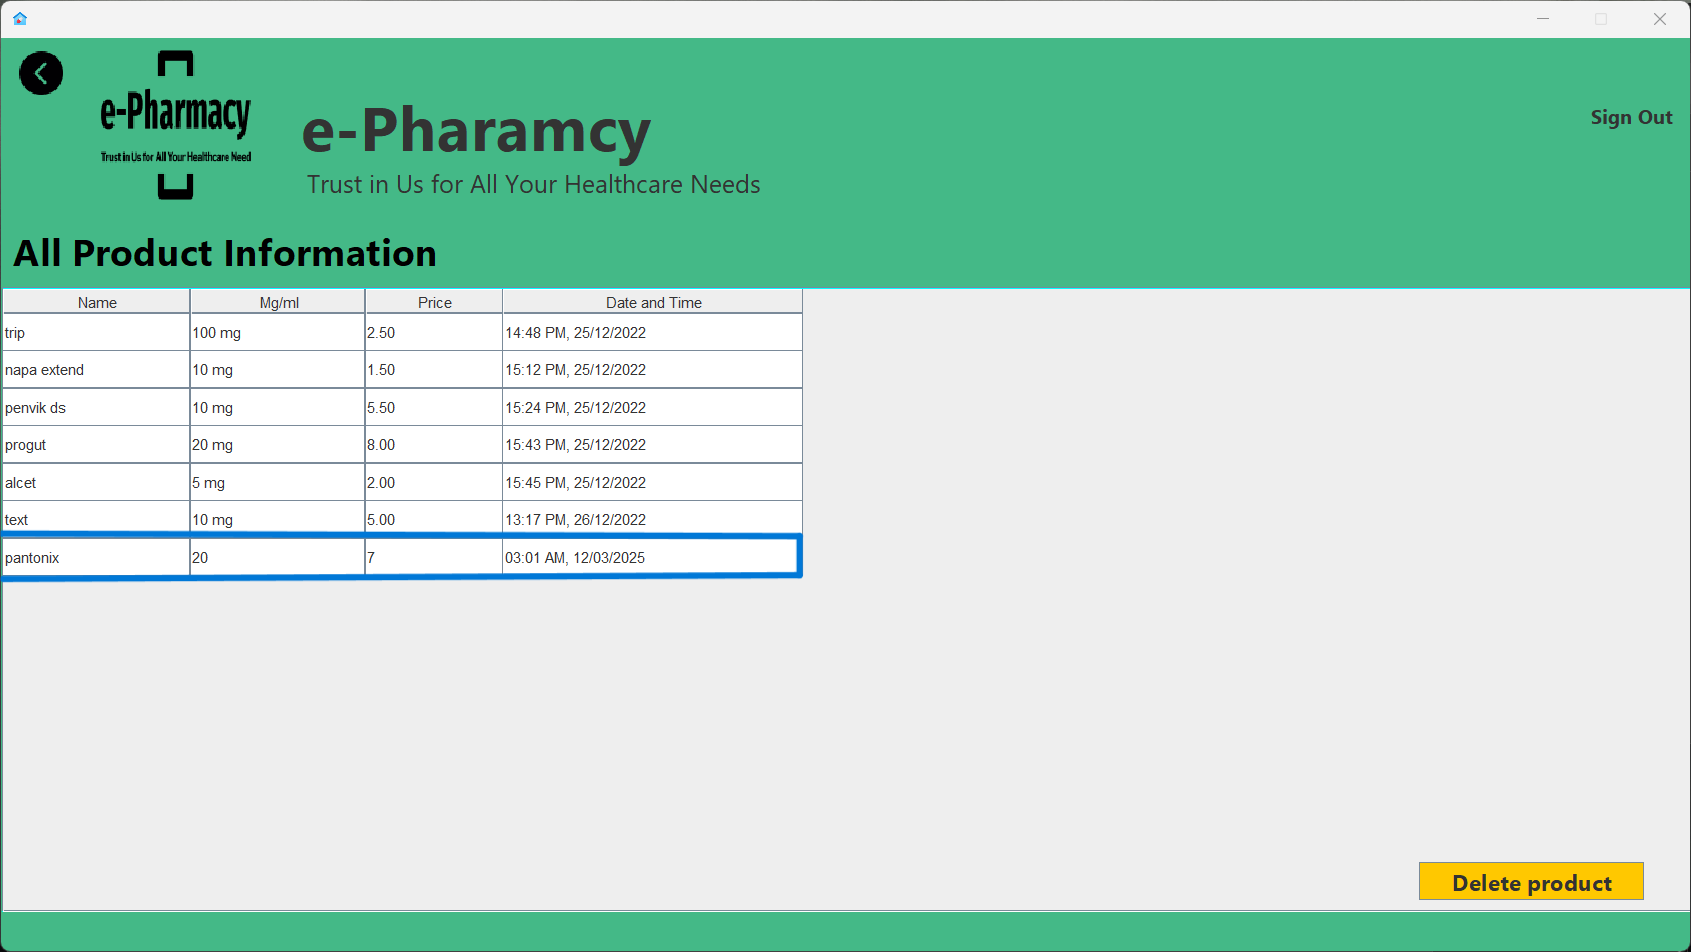 e-Pharmacy
Trust in Us for All Your Healthcare Need
e-Pharamcy
Trust in Us for All Your Healthcare Needs
Sign Out
All Product Information
Name Mg/ml Price Date and Time
trip 100 mg 2.50 14:48 PM, 25/12/2022
napa extend 10 mg 1.50 15:12 PM, 25/12/2022
penvik ds 10 mg 5.50 15:24 PM, 25/12/2022
progut 20 mg 8.00 15:43 PM, 25/12/2022
alcet 5 mg 2.00 15:45 PM, 25/12/2022
text 10 mg 5.00 13:17 PM, 26/12/2022
pantonix 20 7 03:01 AM, 12/03/2025
Delete product